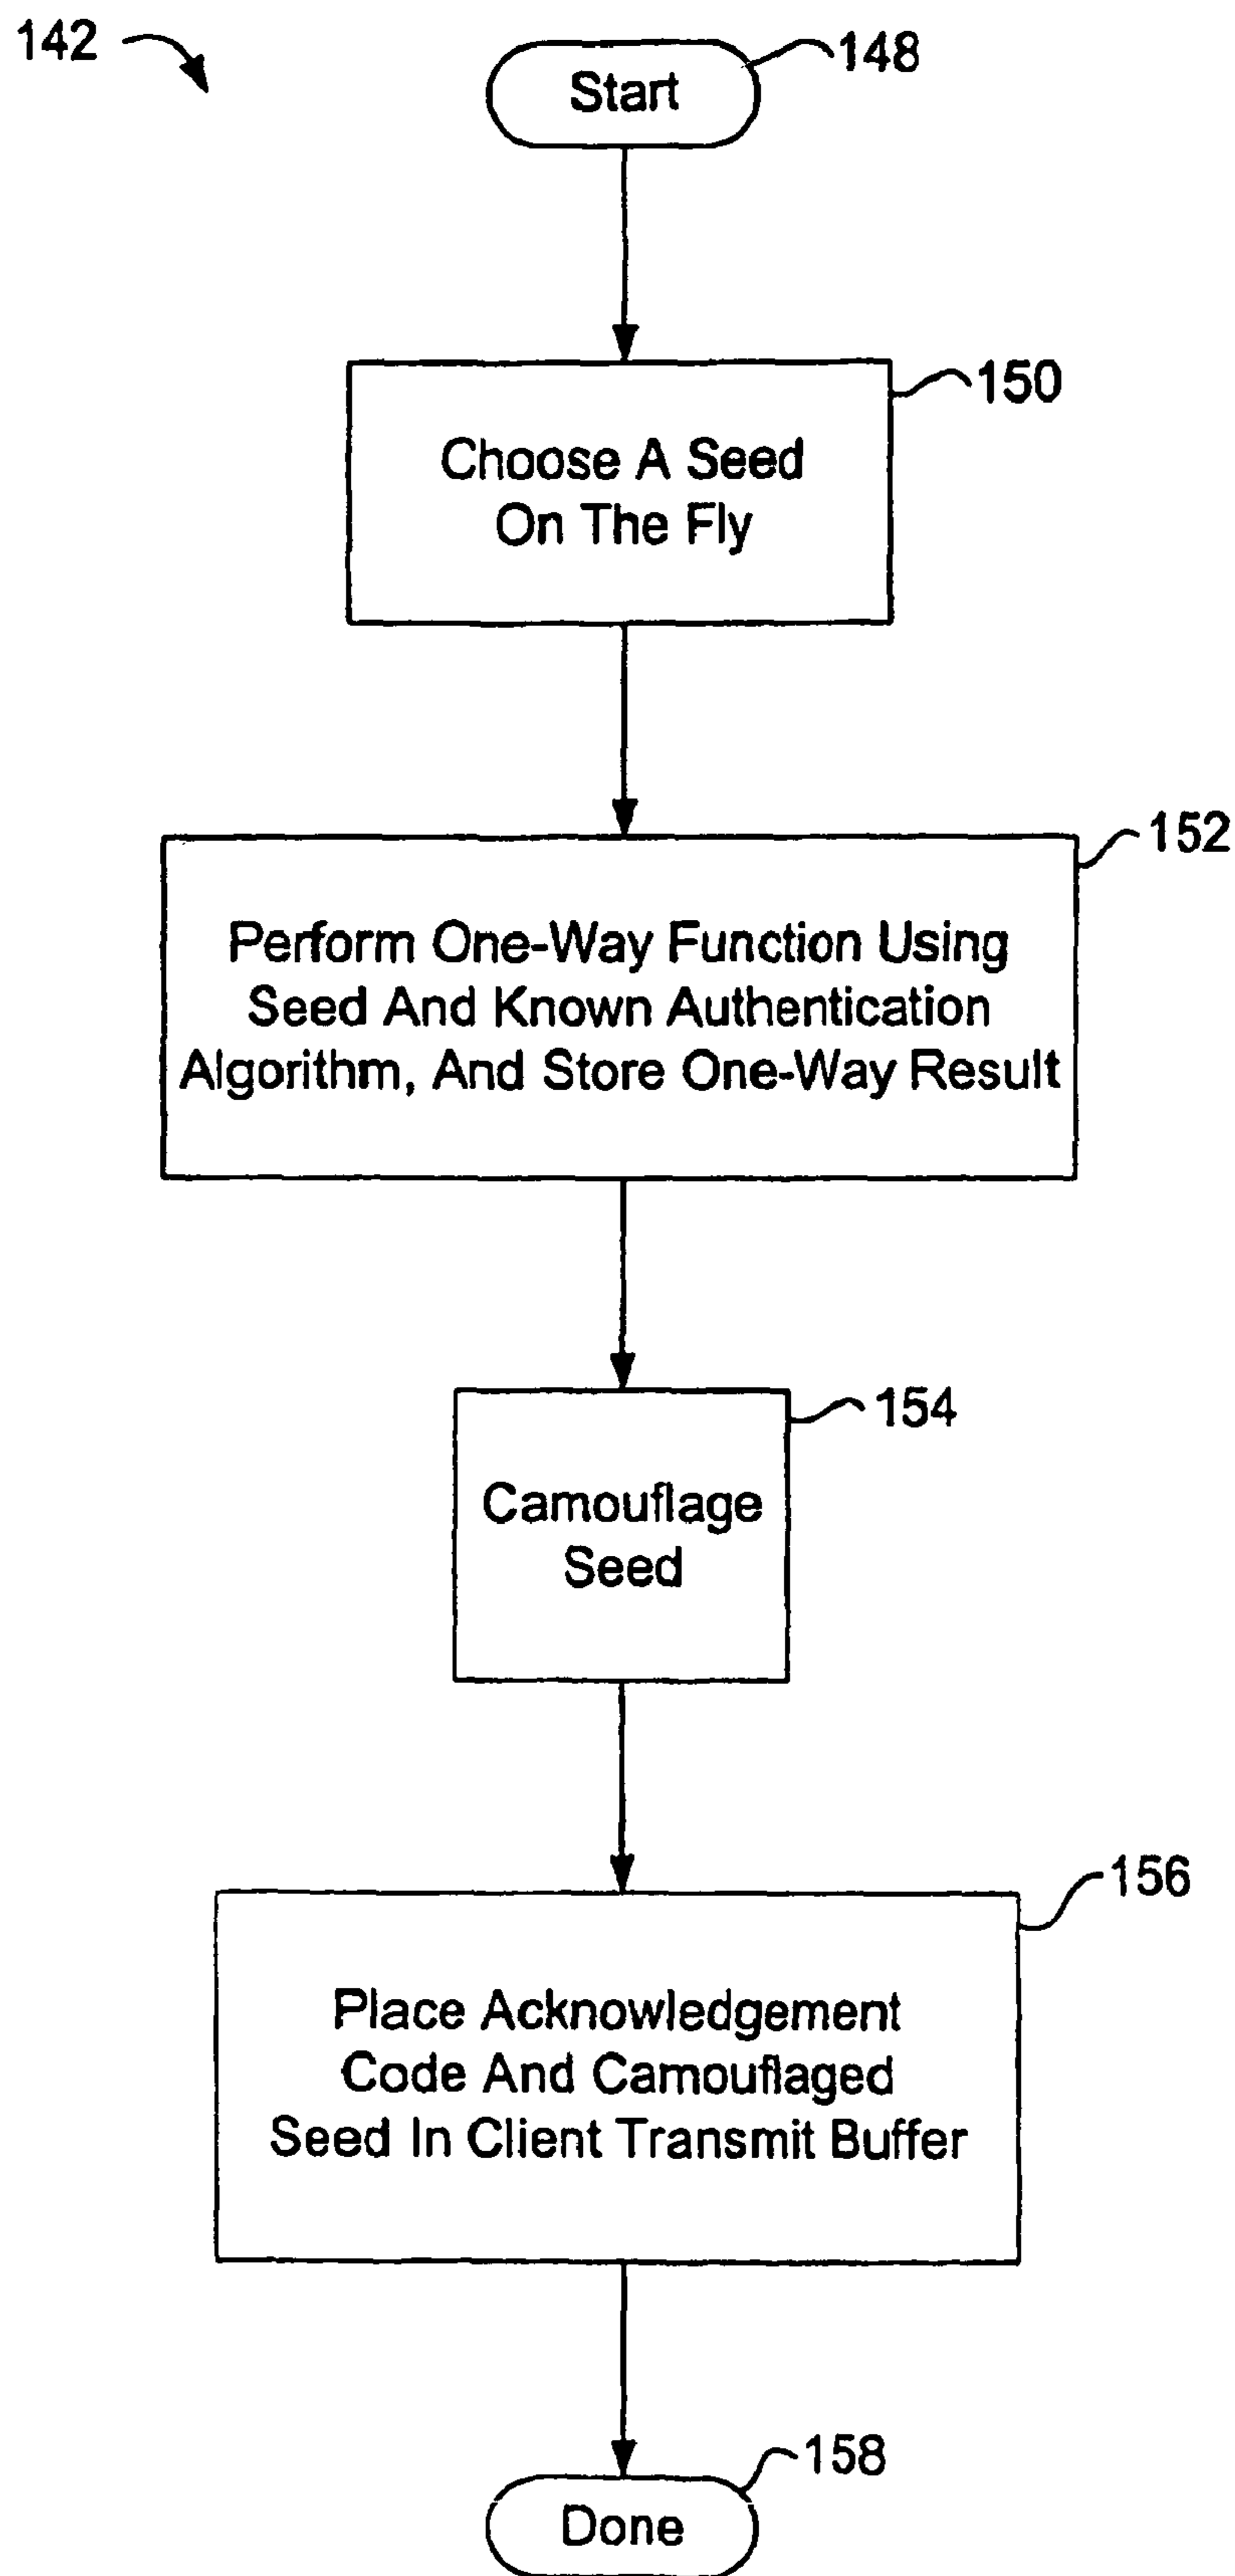 142
148
Start
150
Choose A Seed
On The Fly
152
Perform One-Way Function Using
Seed And Known Authentication
Algorithm, And Store One-Way Result
154
Camouflage
Seed
156
Place Acknowledgement
Code And Camouflaged
Seed In Client Transmit Buffer
158
Done